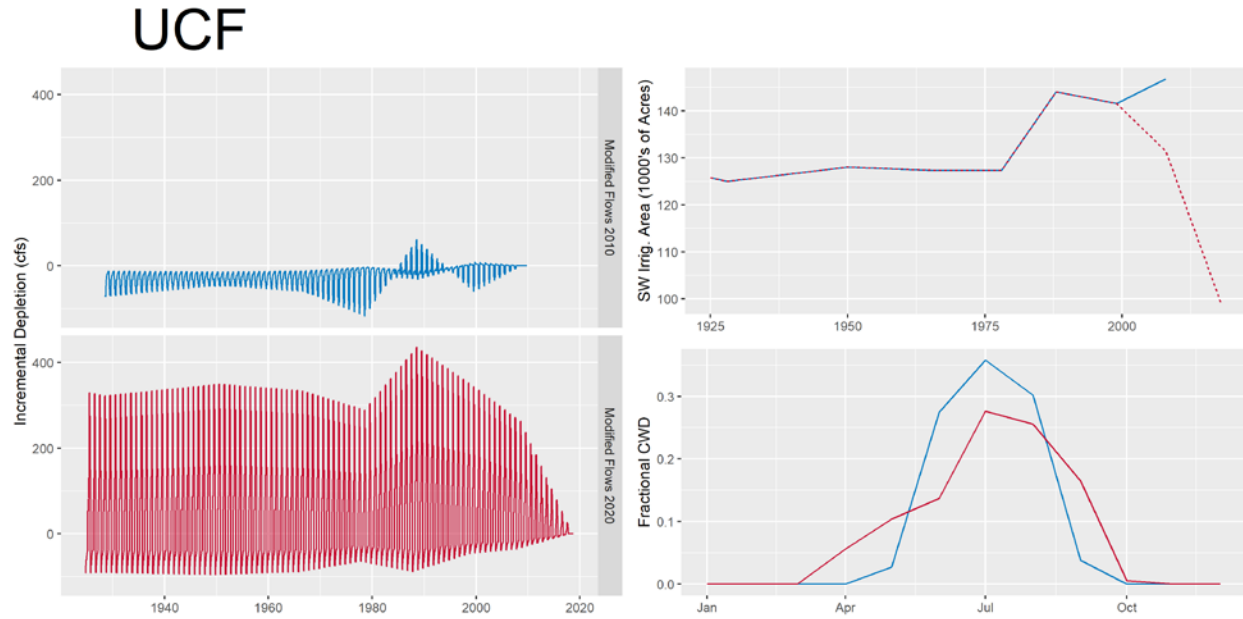 UCF
Incremental Depletion (cfs)
400
200
0
Modified Flows 2010
400
200
0
Modified Flows 2020
1940 1960 1980 2000 2020
SW Irrig. Area (1000's of Acres)
140
130
120
110
100
1925 1950 1975 2000
Fractional CWD
0.3
0.2
0.1
0.0
Jan Apr Jul Oct